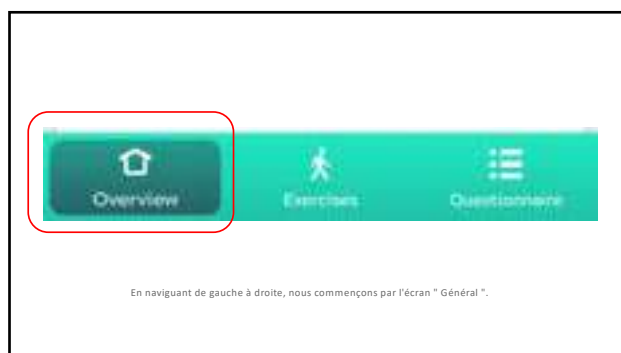 Overview
Exercises
Questionnaire
En naviguant de gauche à droite, nous commençons par l'écran " Général ".